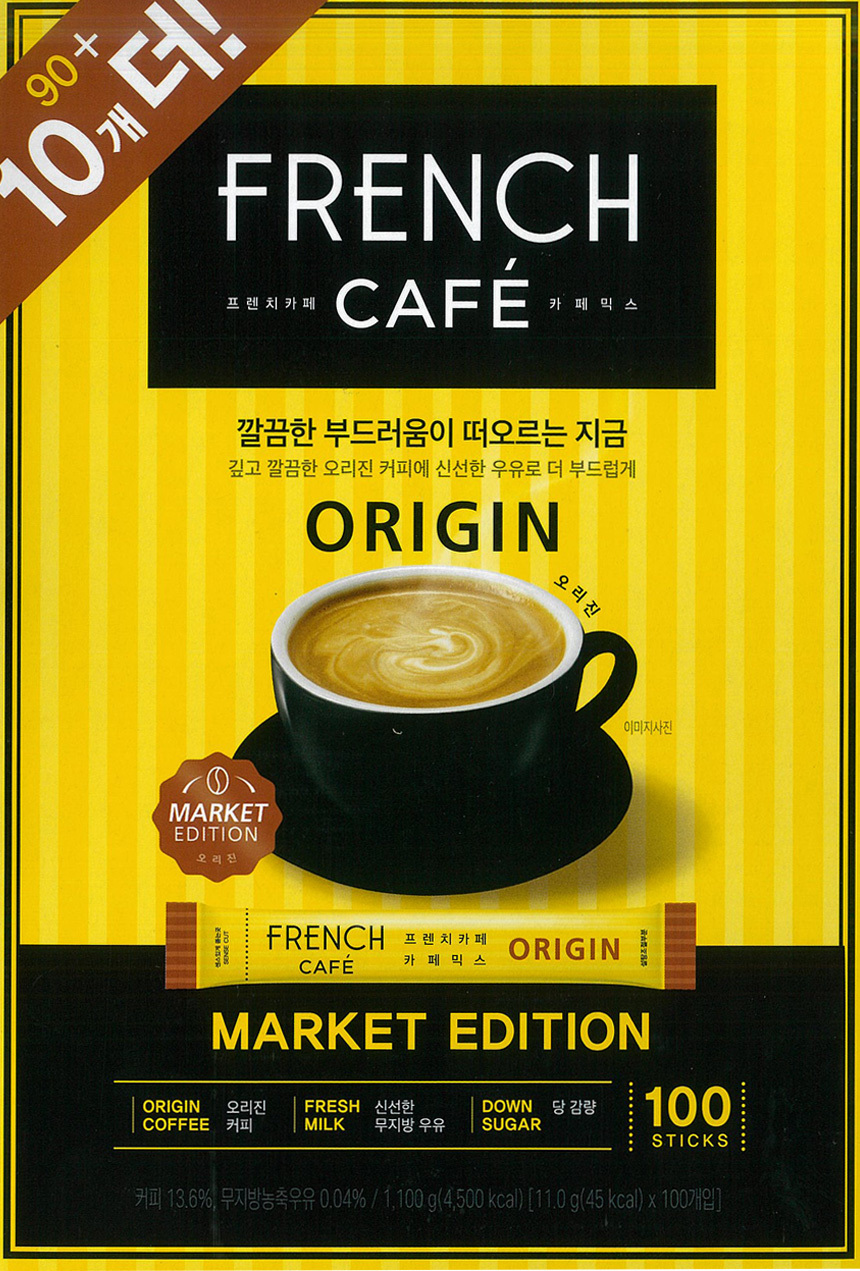 90+
10개 더!
FRENCH
프렌치카페 CAFÉ 카페믹스
깔끔한 부드러움이 떠오르는 지금
깊고 깔끔한 오리진 커피에 신선한 우유로 더 부드럽게
ORIGIN
오리진
이미지사진
MARKET
EDITION
오리진
SENSE CUT
FRENCH
CAFÉ
프렌치카페
카페믹스
ORIGIN
MARKET EDITION
ORIGIN
COFFEE
오리진
커피
FRESH
MILK
신선한
무지방 우유
DOWN
SUGAR
당 감량
100
STICKS
커피 13.6%, 무지방농축우유 0.04% / 1,100 g(4,500 kcal) [11.0 g(45 kcal) x 100개입]